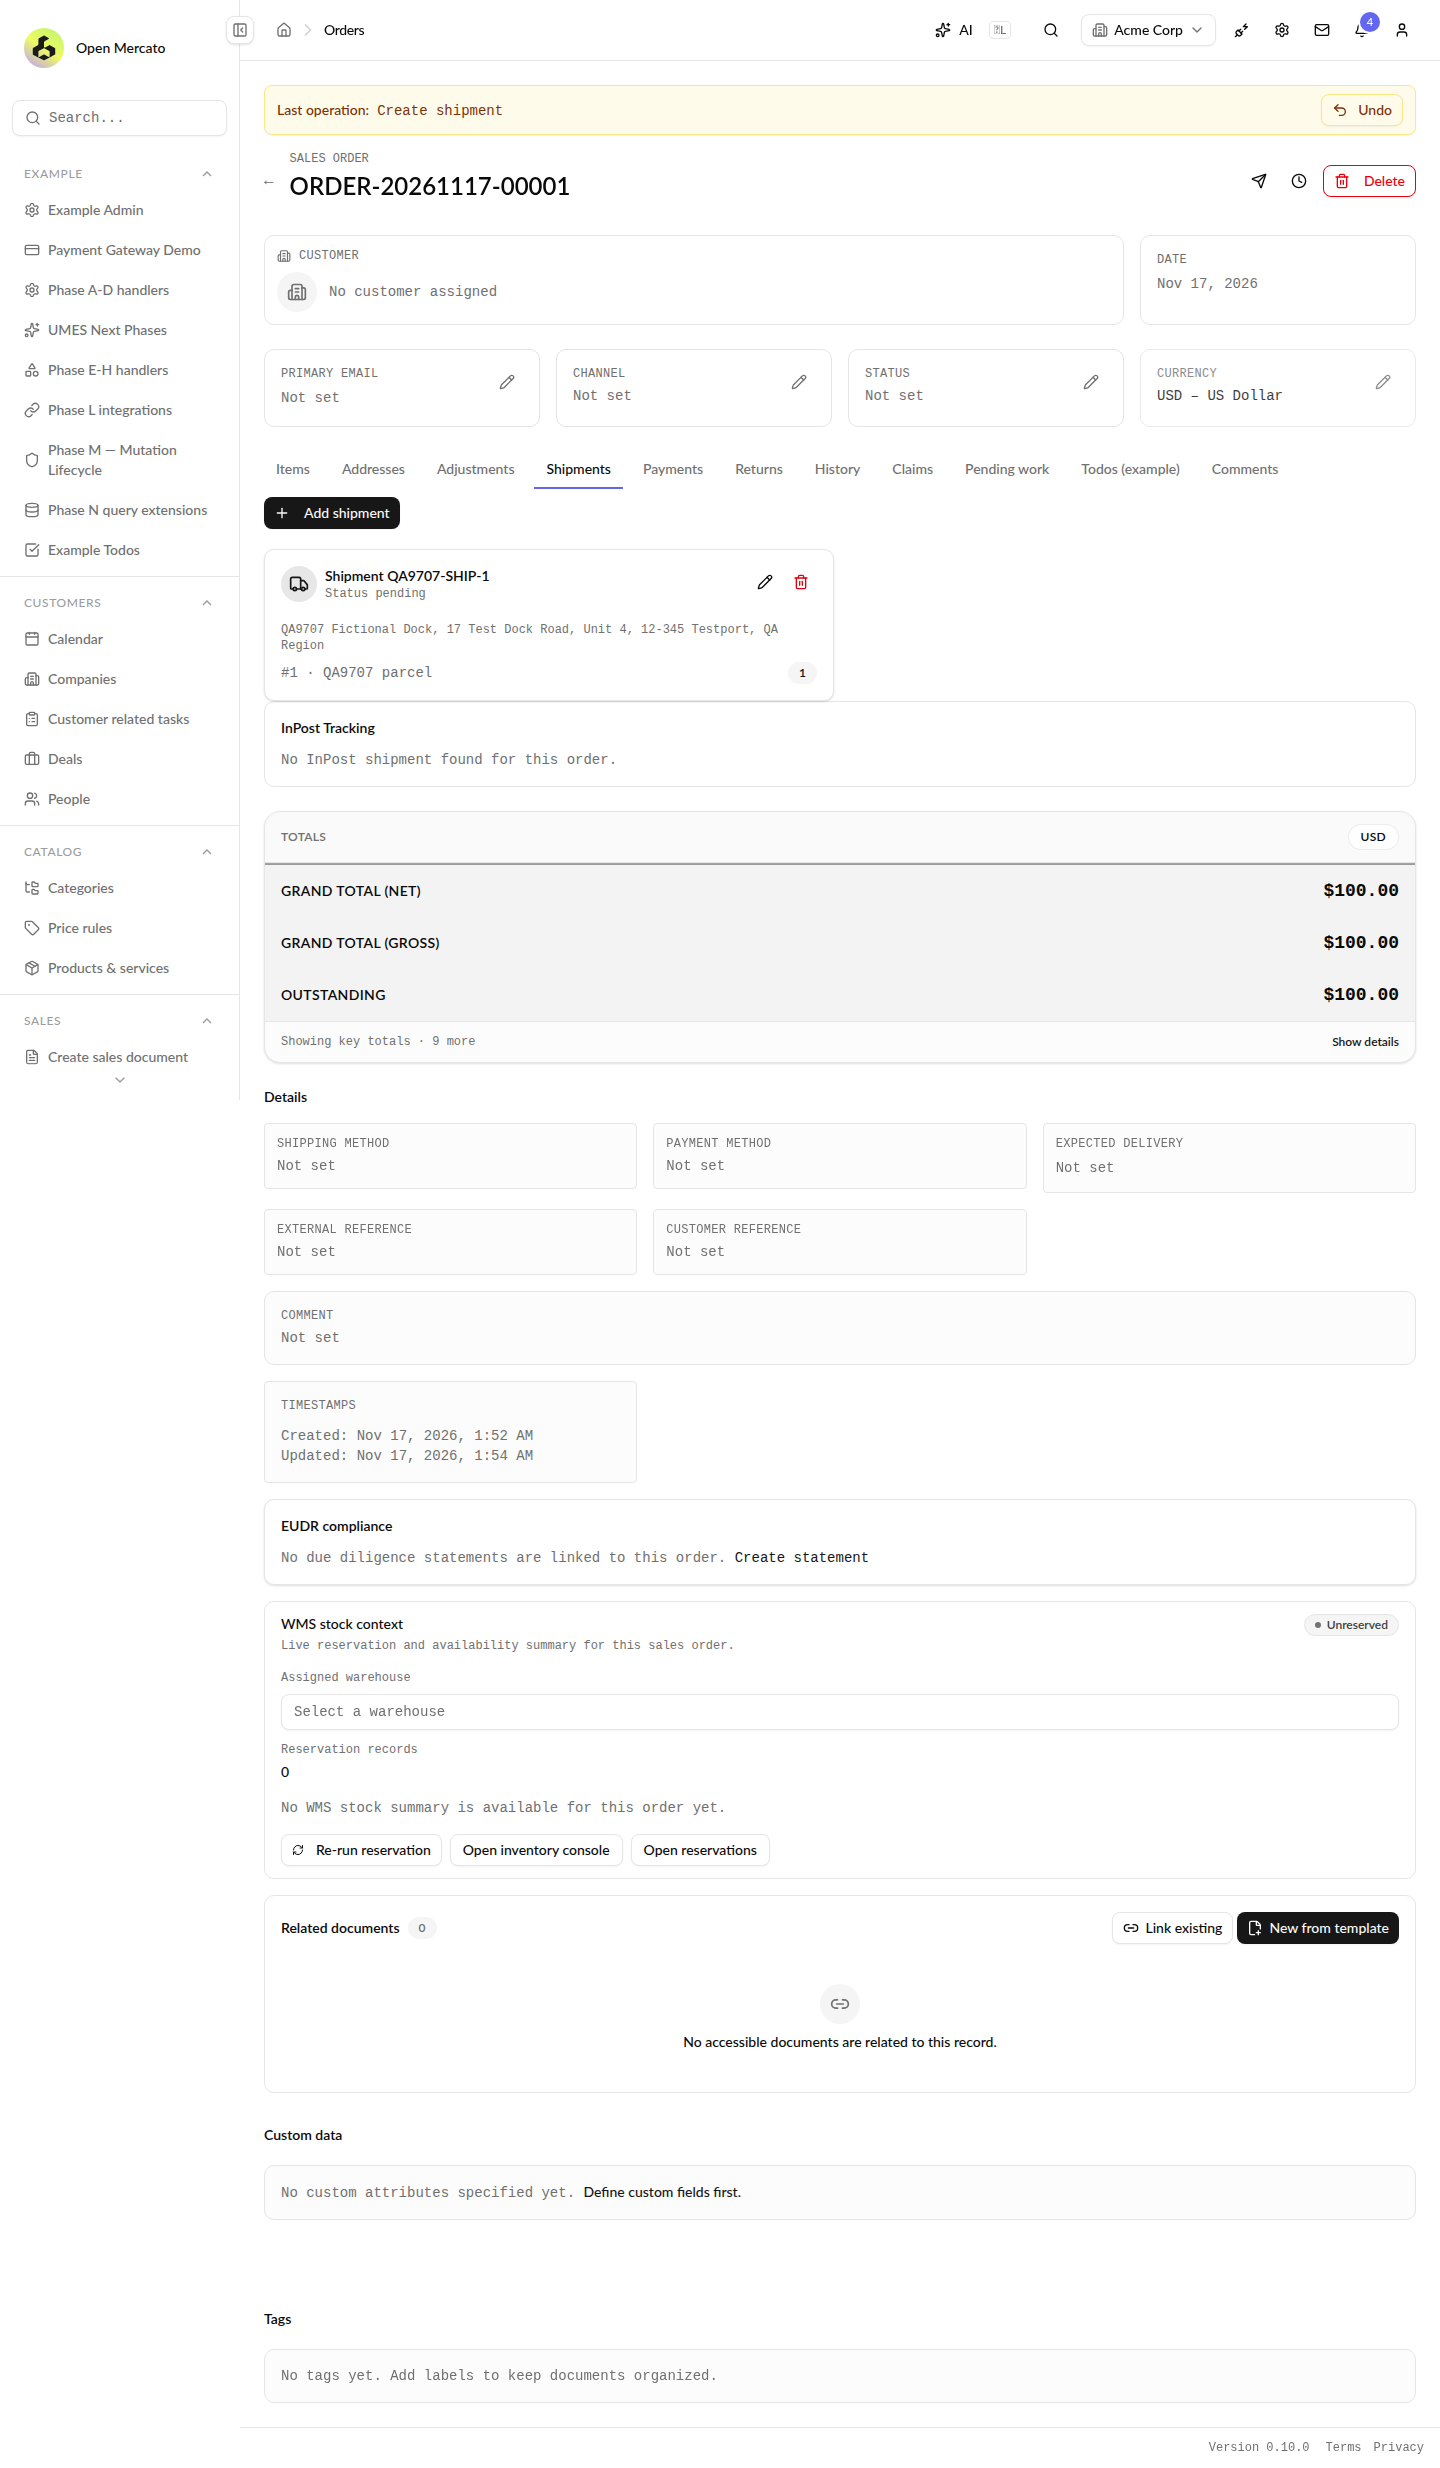 Open Mercato
Orders
AI
L
Acme Corp
4
Search...
EXAMPLE
Example Admin
Payment Gateway Demo
Phase A-D handlers
UMES Next Phases
Phase E-H handlers
Phase L integrations
Phase M — Mutation
Lifecycle
Phase N query extensions
Example Todos
CUSTOMERS
Calendar
Companies
Customer related tasks
Deals
People
CATALOG
Categories
Price rules
Products & services
SALES
Create sales document
Last operation: Create shipment
Undo
SALES ORDER
← ORDER-20261117-00001
Delete
CUSTOMER
No customer assigned
DATE
Nov 17, 2026
PRIMARY EMAIL
Not set
CHANNEL
Not set
STATUS
Not set
CURRENCY
USD – US Dollar
Items Addresses Adjustments Shipments Payments Returns History Claims Pending work Todos (example) Comments
Add shipment
Shipment QA9707-SHIP-1
Status pending
QA9707 Fictional Dock, 17 Test Dock Road, Unit 4, 12-345 Testport, QA
Region
#1 · QA9707 parcel 1
InPost Tracking
No InPost shipment found for this order.
TOTALS USD
GRAND TOTAL (NET) $100.00
GRAND TOTAL (GROSS) $100.00
OUTSTANDING $100.00
Showing key totals · 9 more Show details
Details
SHIPPING METHOD
Not set
PAYMENT METHOD
Not set
EXPECTED DELIVERY
Not set
EXTERNAL REFERENCE
Not set
CUSTOMER REFERENCE
Not set
COMMENT
Not set
TIMESTAMPS
Created: Nov 17, 2026, 1:52 AM
Updated: Nov 17, 2026, 1:54 AM
EUDR compliance
No due diligence statements are linked to this order. Create statement
WMS stock context Unreserved
Live reservation and availability summary for this sales order.
Assigned warehouse
Select a warehouse
Reservation records
0
No WMS stock summary is available for this order yet.
Re-run reservation Open inventory console Open reservations
Related documents 0 Link existing New from template
No accessible documents are related to this record.
Custom data
No custom attributes specified yet. Define custom fields first.
Tags
No tags yet. Add labels to keep documents organized.
Version 0.10.0 Terms Privacy